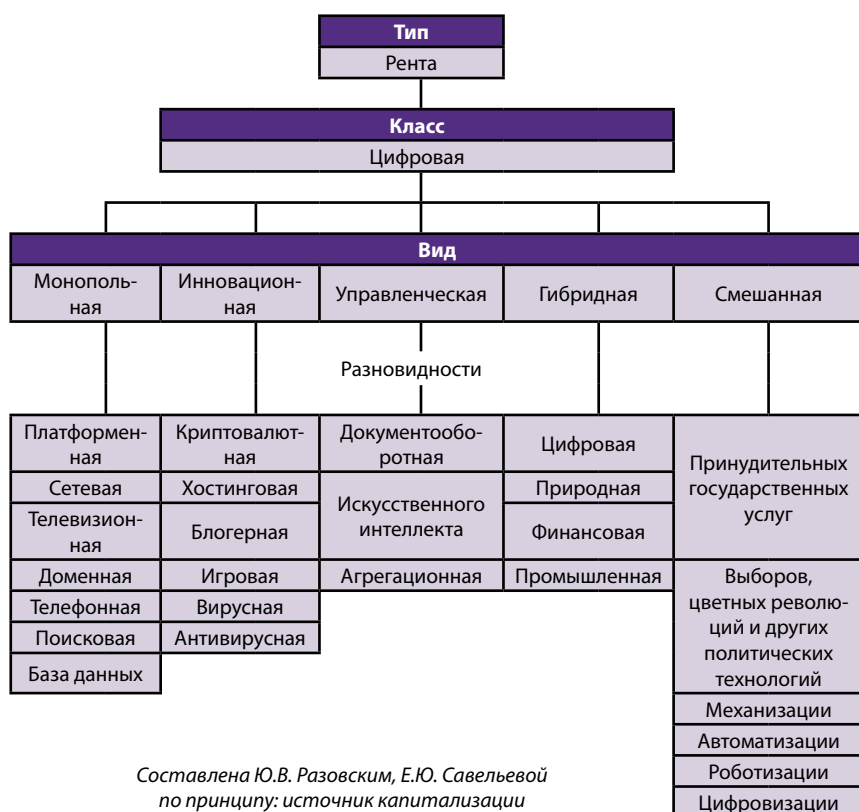 Тип
Рента
Класс
Цифровая
Вид
Монополь-
ная
Инновацион-
ная
Управленческая
Гибридная
Смешанная
Разновидности
Платформен-
ная
Сетевая
Телевизион-
ная
Доменная
Телефонная
Поисковая
База данных
Криптовалют-
ная
Хостинговая
Блогерная
Игровая
Вирусная
Антивирусная
Документообо-
ротная
Искусственного
интеллекта
Агрегационная
Цифровая
Природная
Финансовая
Промышленная
Принудительных
государственных
услуг
Выборов,
цветных револю-
ций и других
политических
технологий
Механизации
Автоматизации
Роботизации
Цифровизации
Составлена Ю.В. Разовским, Е.Ю. Савельевой
по принципу: источник капитализации